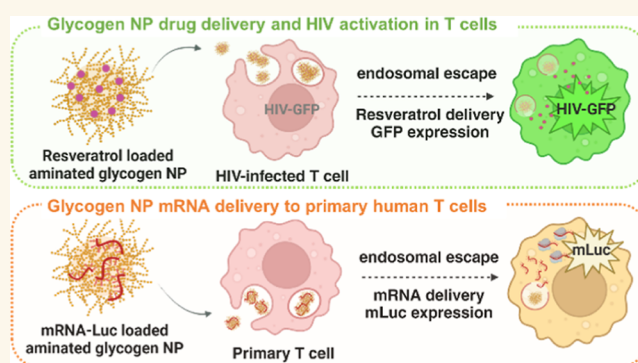 Glycogen NP drug delivery and HIV activation in T cells
HIV-GFP
endosomal escape
Resveratrol delivery
GFP expression
HIV-GFP
Resveratrol loaded
aminated glycogen NP
HIV-infected T cell
Glycogen NP mRNA delivery to primary human T cells
endosomal escape
mRNA delivery
mLuc expression
mLuc
mRNA-Luc loaded
aminated glycogen NP
Primary T cell